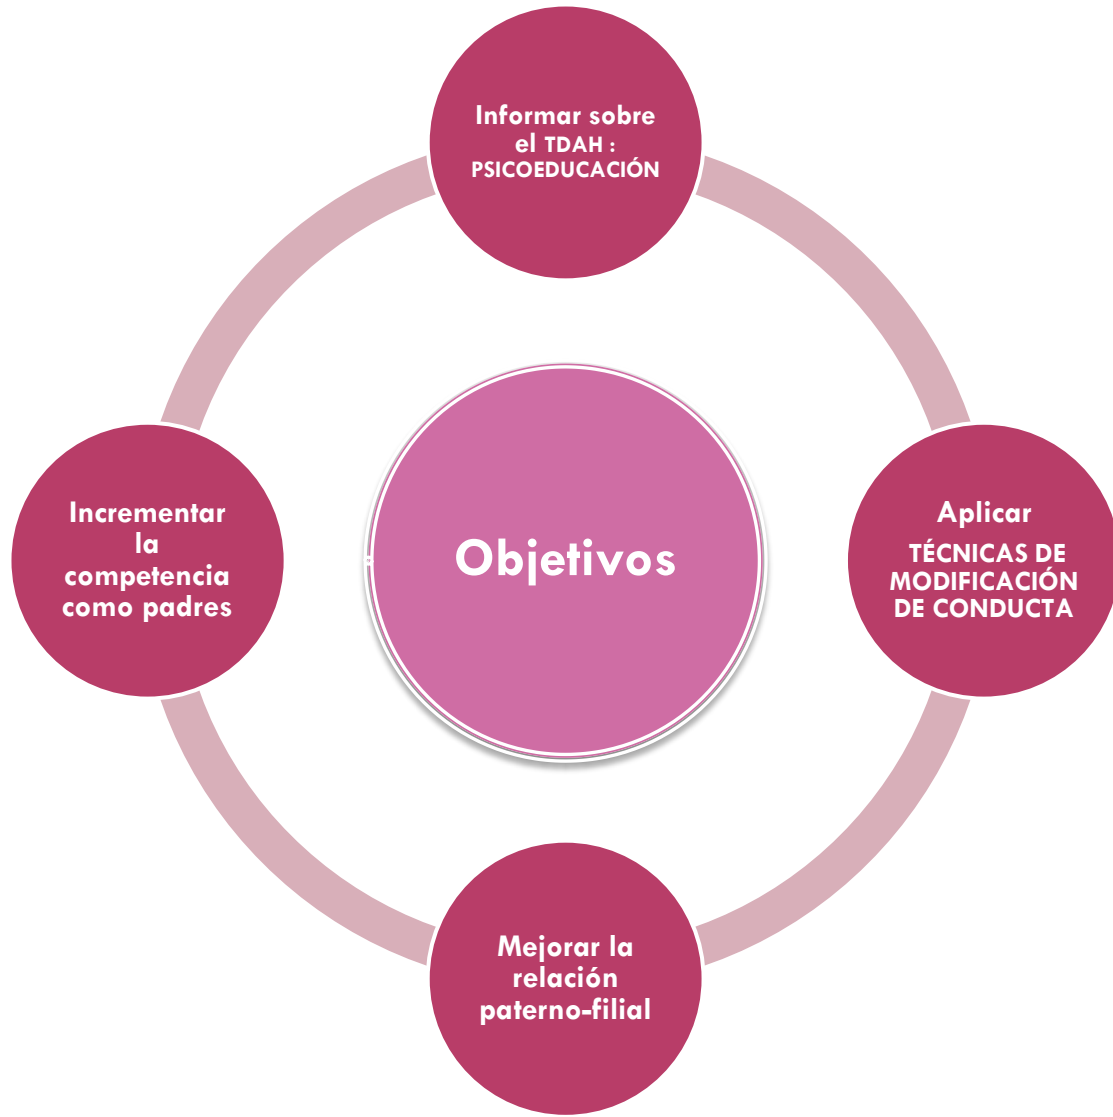 Informar sobre
el TDAH :
PSICOEDUCACIÓN
Incrementar
la
competencia
como padres
Objetivos
Aplicar
TÉCNICAS DE
MODIFICACIÓN
DE CONDUCTA
Mejorar la
relación
paterno-filial